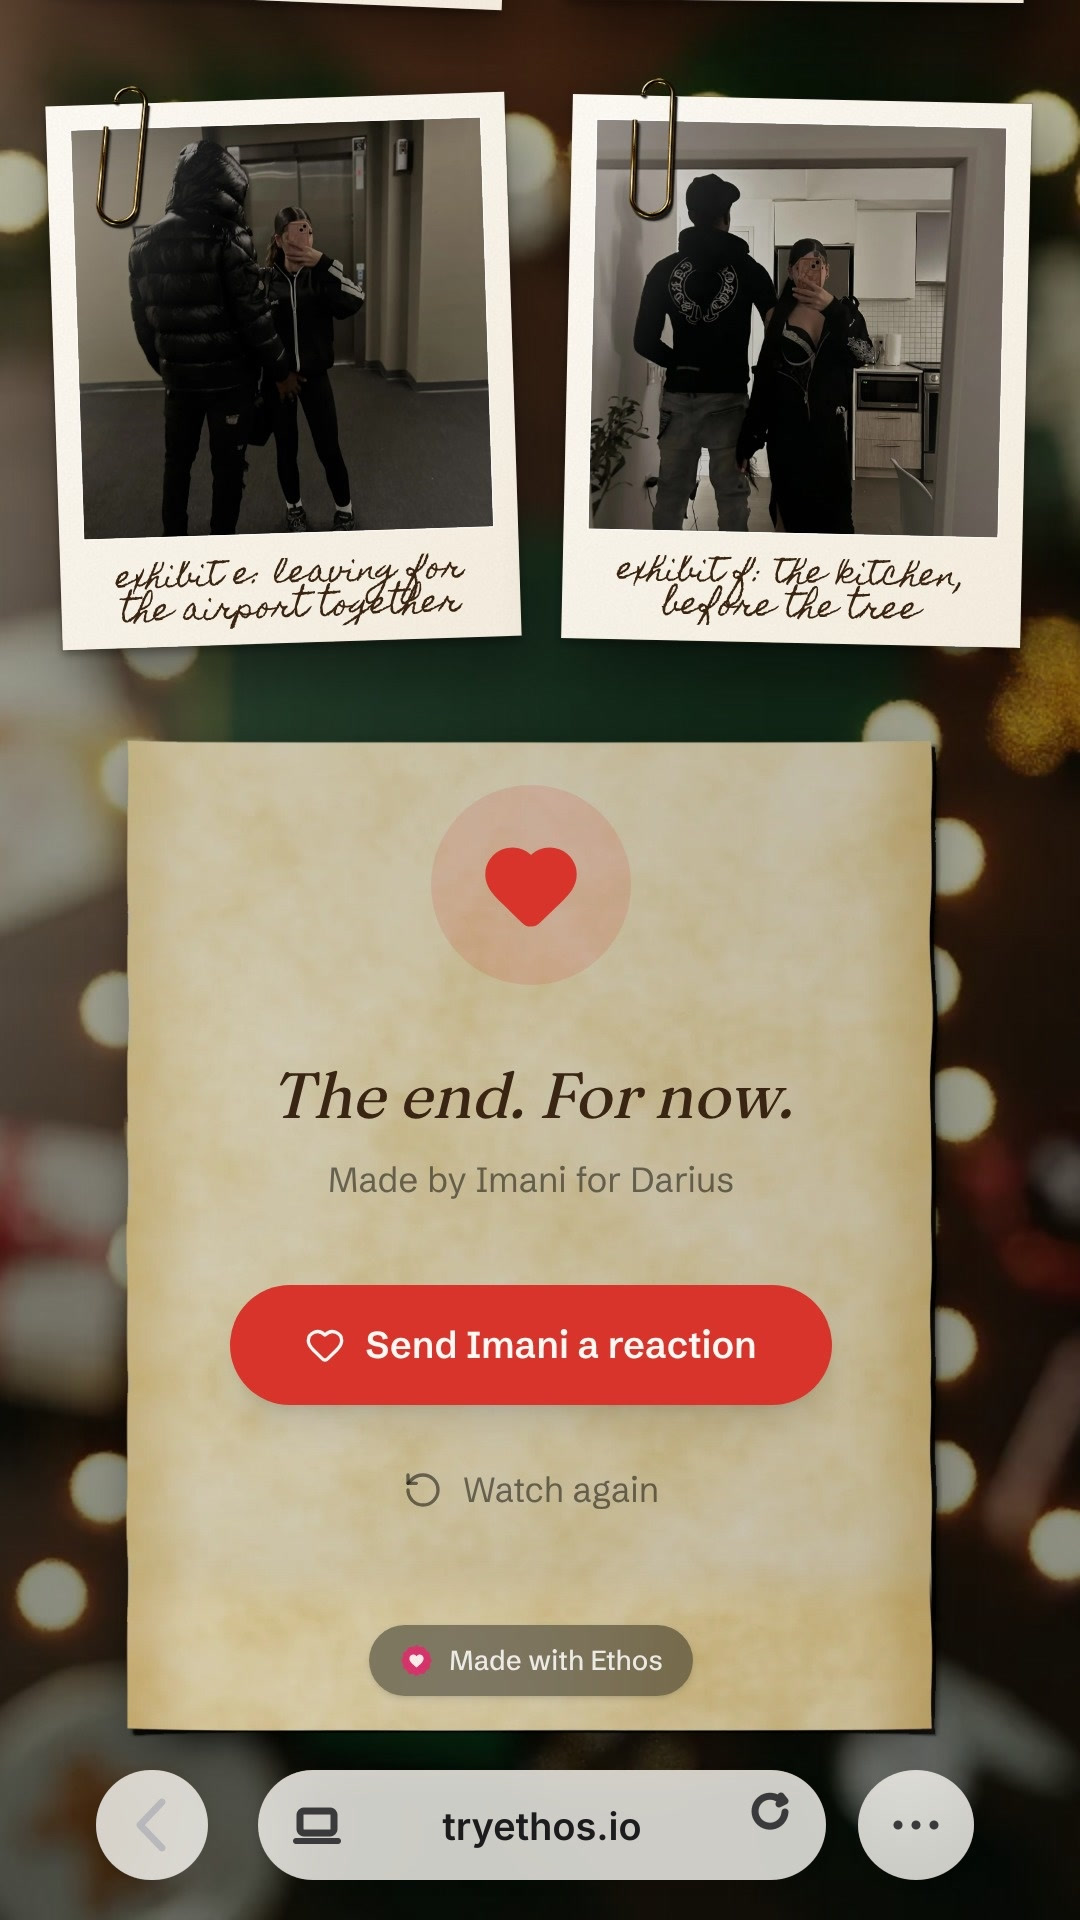 exhibit e: leaving for
the airport together
exhibit f: the kitchen,
before the tree
The end. For now.
Made by Imani for Darius
Send Imani a reaction
Watch again
Made with Ethos
tryethos.io